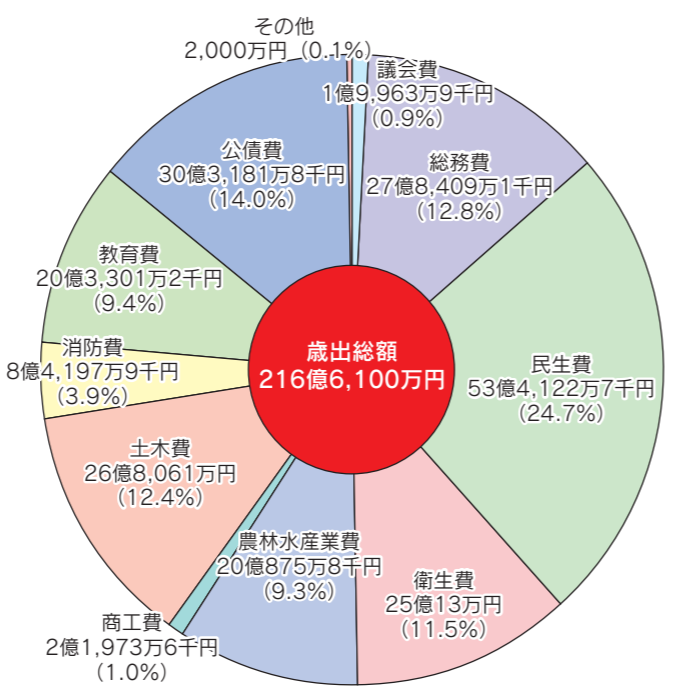 その他
2,000万円（0.1%）
議会費
1億9,963万9千円
（0.9%）
総務費
27億8,409万1千円
（12.8%）
民生費
53億4,122万7千円
（24.7%）
衛生費
25億13万円
（11.5%）
農林水産業費
20億875万8千円
（9.3%）
商工費
2億1,973万6千円
（1.0%）
土木費
26億8,061万円
（12.4%）
消防費
8億4,197万9千円
（3.9%）
教育費
20億3,301万2千円
（9.4%）
公債費
30億3,181万8千円
（14.0%）
歳出総額
216億6,100万円